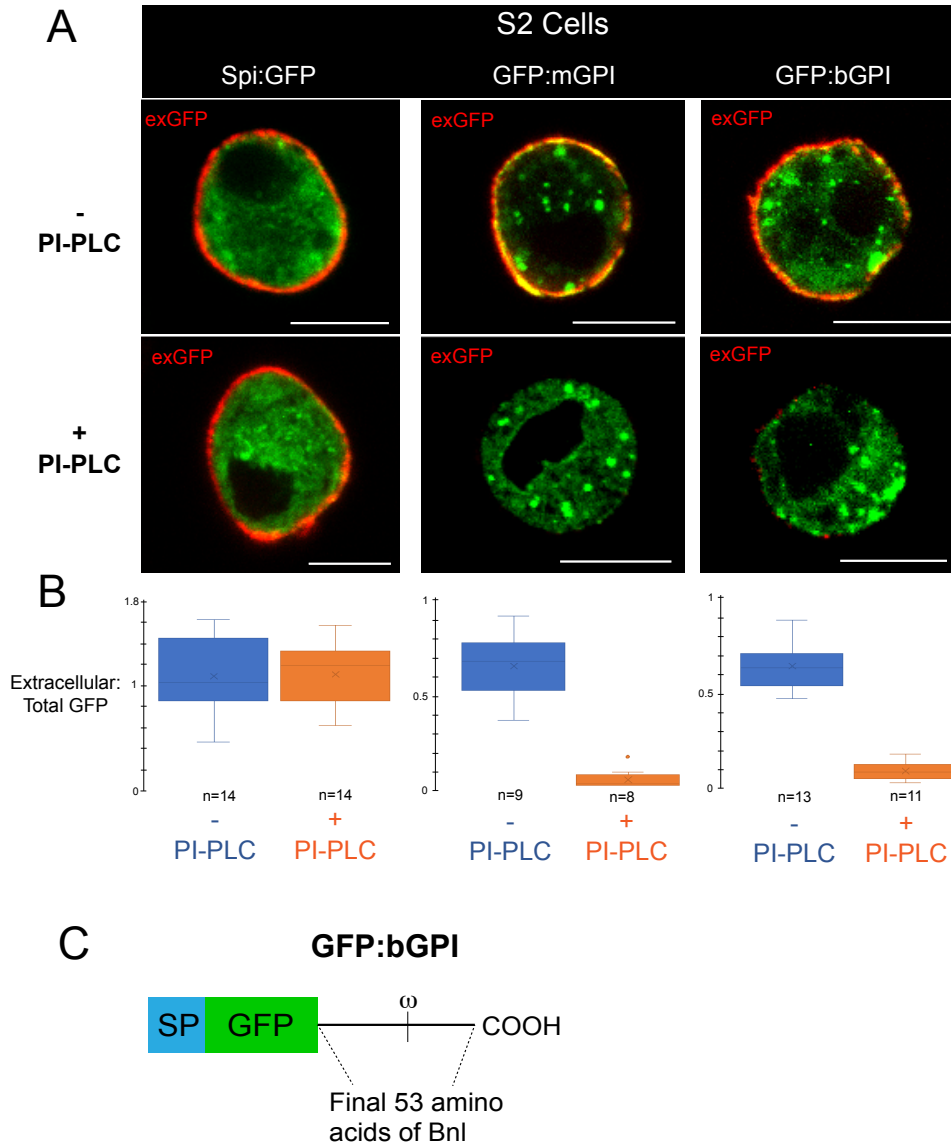 A
S2 Cells
Spi:GFP GFP:mGPI GFP:bGPI
exGFP exGFP exGFP
-
PI-PLC
exGFP exGFP exGFP
+
PI-PLC
B
Extracellular:
Total GFP
1.8
1
0
n=14 n=14
- +
PI-PLC PI-PLC
1
0.5
0
n=9 n=8
- +
PI-PLC PI-PLC
1
0.5
0
n=13 n=11
- +
PI-PLC PI-PLC
C
GFP:bGPI
SP GFP ω COOH
Final 53 amino
acids of Bnl